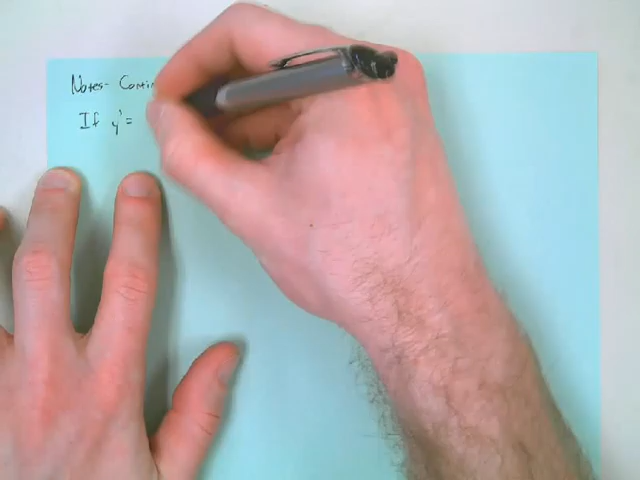 Notes-
If y' =